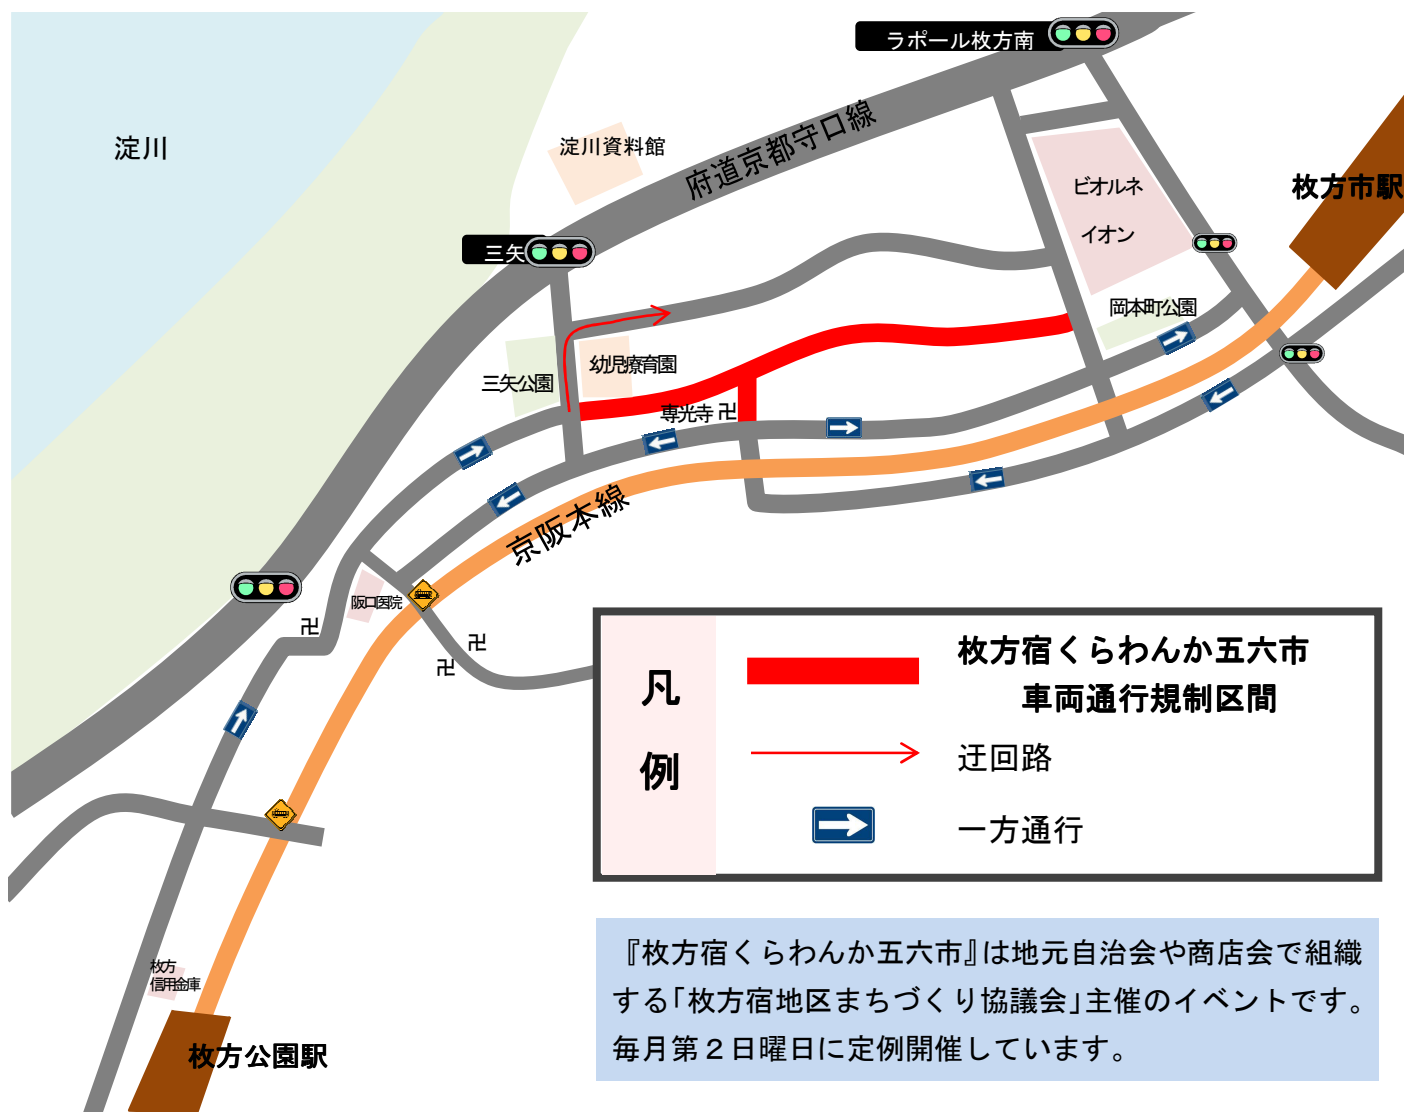 ラポール枚方南
淀川
淀川資料館
府道京都守口線
ビオルネ
イオン
枚方市駅
三矢
岡本町公園
幼児療育園
三矢公園
専光寺 卍
京阪本線
阪口医院
卍
卍
卍
凡
例
枚方宿くらわんか五六市
車両通行規制区間
迂回路
一方通行
枚方
信用金庫
枚方公園駅
『枚方宿くらわんか五六市』は地元自治会や商店会で組織
する「枚方宿地区まちづくり協議会」主催のイベントです。
毎月第２日曜日に定例開催しています。